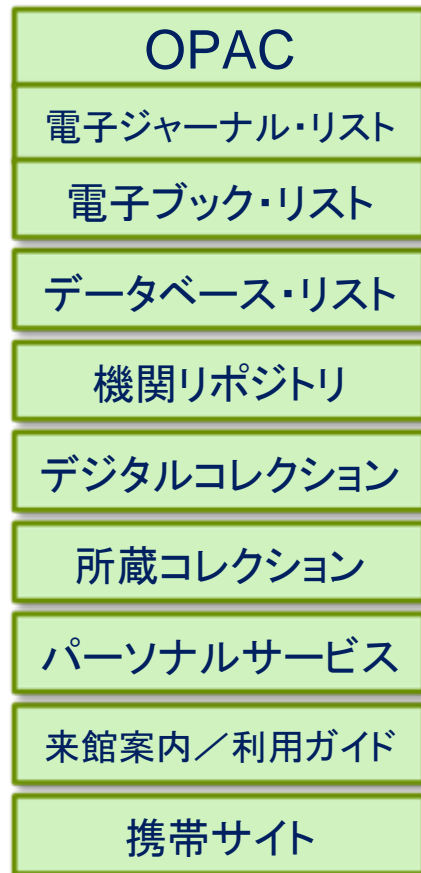 OPAC
電子ジャーナル・リスト
電子ブック・リスト
データベース・リスト
機関リポジトリ
デジタルコレクション
所蔵コレクション
パーソナルサービス
来館案内／利用ガイド
携帯サイト